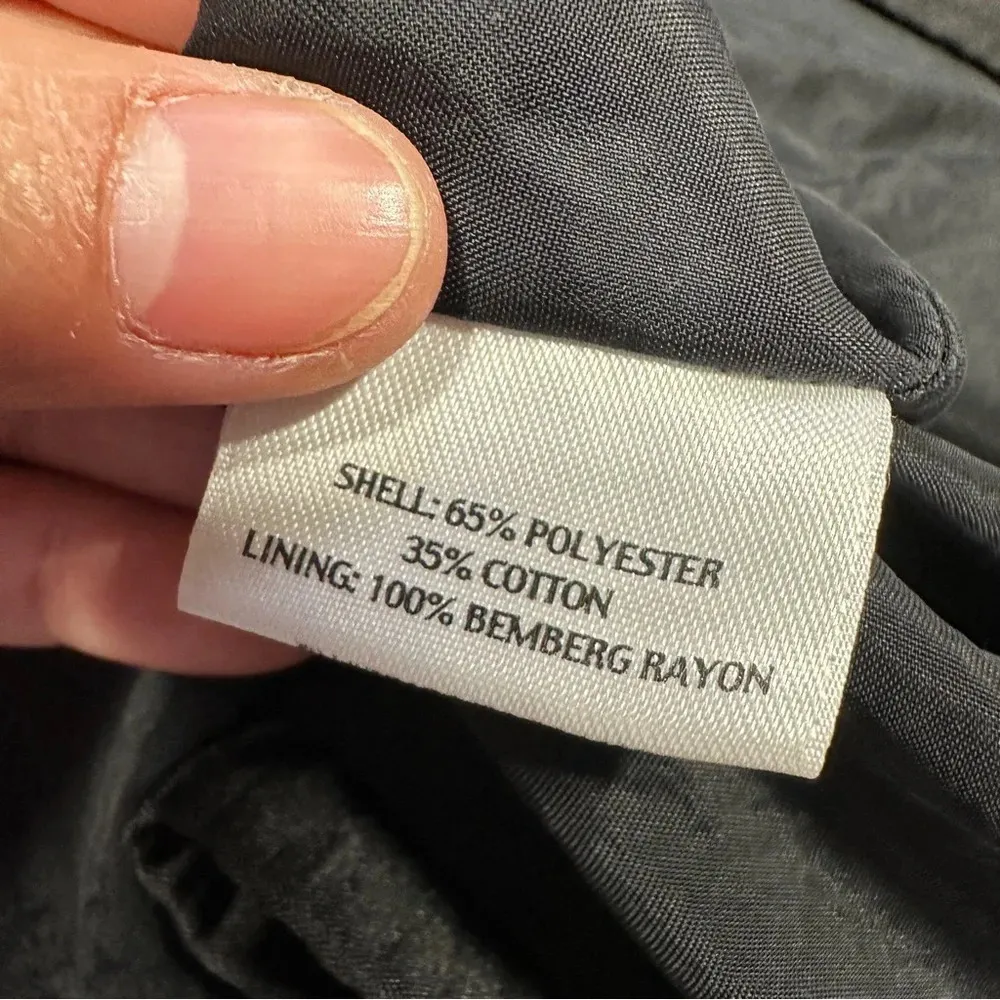 SHELL: 65% POLYESTER
35% COTTON
LINING: 100% BEMBERG RAYON